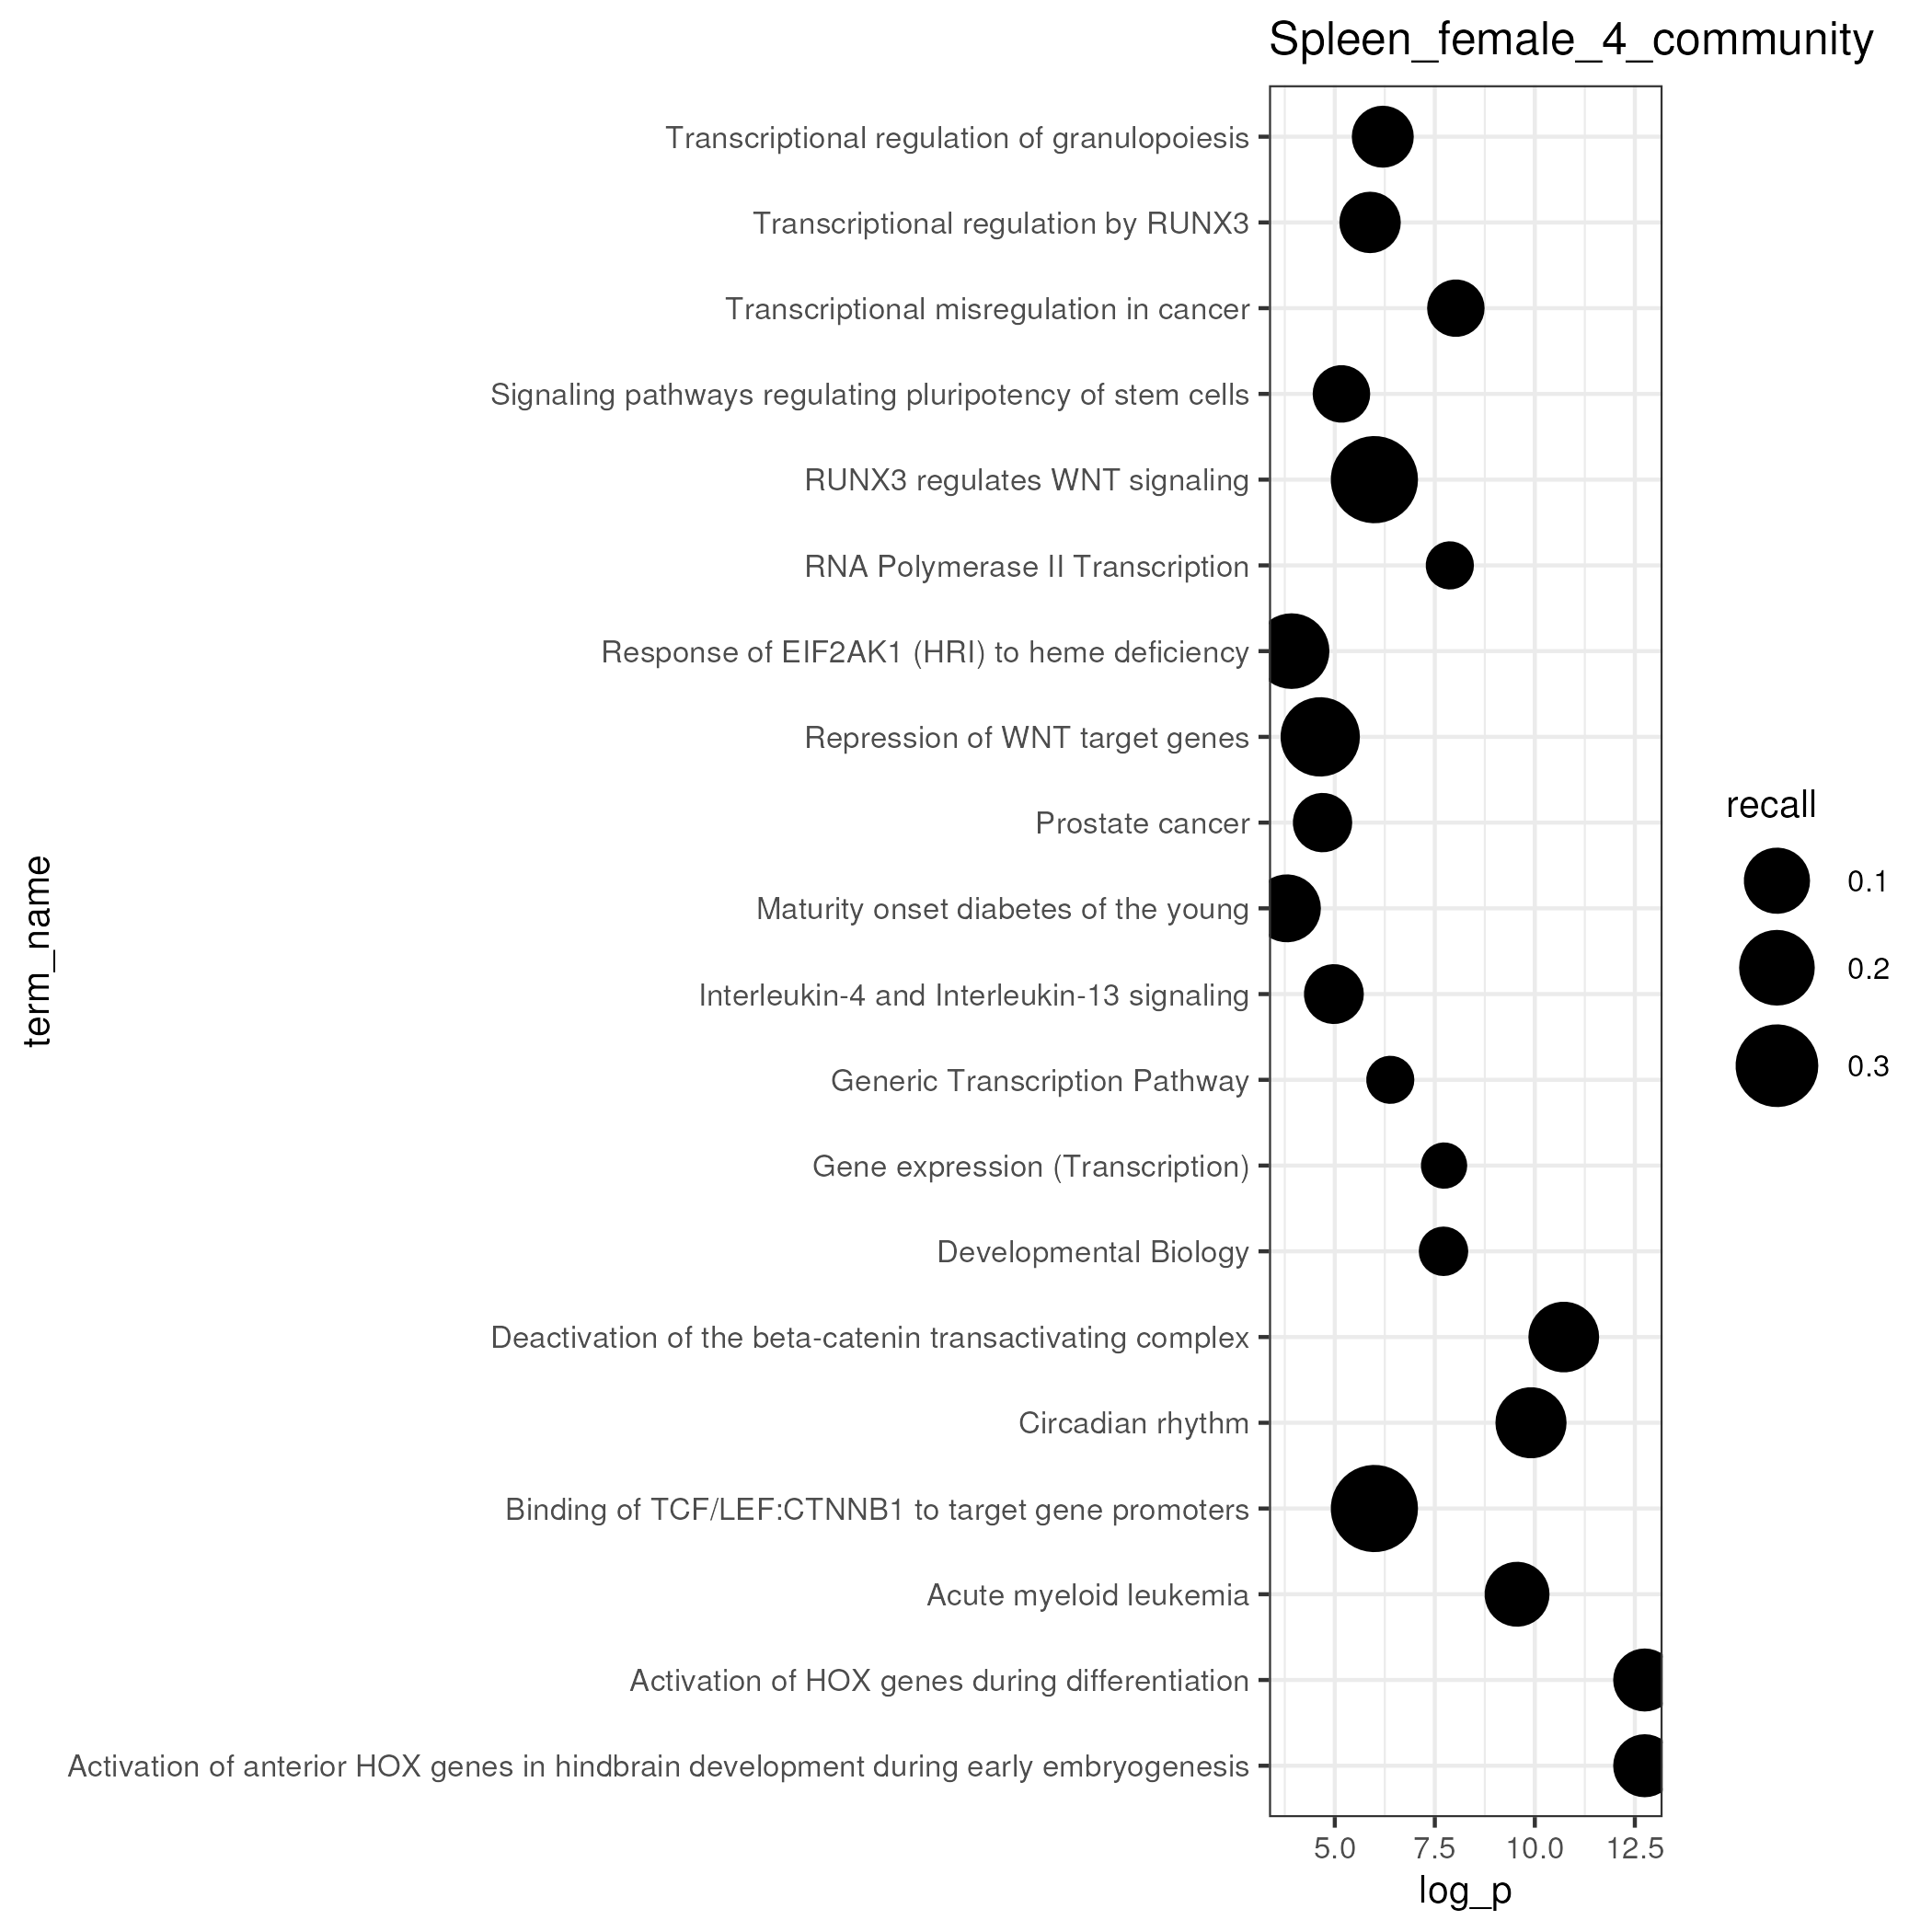 Spleen_female_4_community
term_name
Transcriptional regulation of granulopoiesis
Transcriptional regulation by RUNX3
Transcriptional misregulation in cancer
Signaling pathways regulating pluripotency of stem cells
RUNX3 regulates WNT signaling
RNA Polymerase II Transcription
Response of EIF2AK1 (HRI) to heme deficiency
Repression of WNT target genes
Prostate cancer
Maturity onset diabetes of the young
Interleukin-4 and Interleukin-13 signaling
Generic Transcription Pathway
Gene expression (Transcription)
Developmental Biology
Deactivation of the beta-catenin transactivating complex
Circadian rhythm
Binding of TCF/LEF:CTNNB1 to target gene promoters
Acute myeloid leukemia
Activation of HOX genes during differentiation
Activation of anterior HOX genes in hindbrain development during early embryogenesis
5.0 7.5 10.0 12.5
log_p
recall
0.1
0.2
0.3